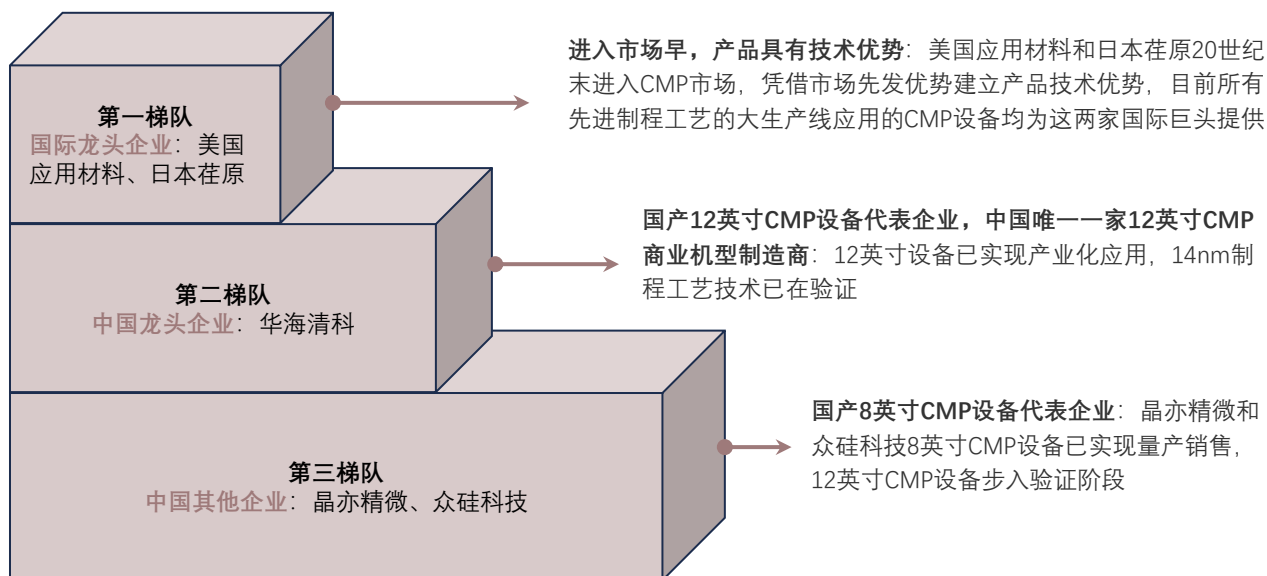 第一梯队
国际龙头企业：美国
应用材料、日本荏原
进入市场早，产品具有技术优势：美国应用材料和日本荏原20世纪
末进入CMP市场，凭借市场先发优势建立产品技术优势，目前所有
先进制程工艺的大生产线应用的CMP设备均为这两家国际巨头提供
第二梯队
中国龙头企业：华海清科
国产12英寸CMP设备代表企业，中国唯一一家12英寸CMP
商业机型制造商：12英寸设备已实现产业化应用，14nm制
程工艺技术已在验证
第三梯队
中国其他企业：晶亦精微、众硅科技
国产8英寸CMP设备代表企业：晶亦精微和
众硅科技8英寸CMP设备已实现量产销售，
12英寸CMP设备步入验证阶段